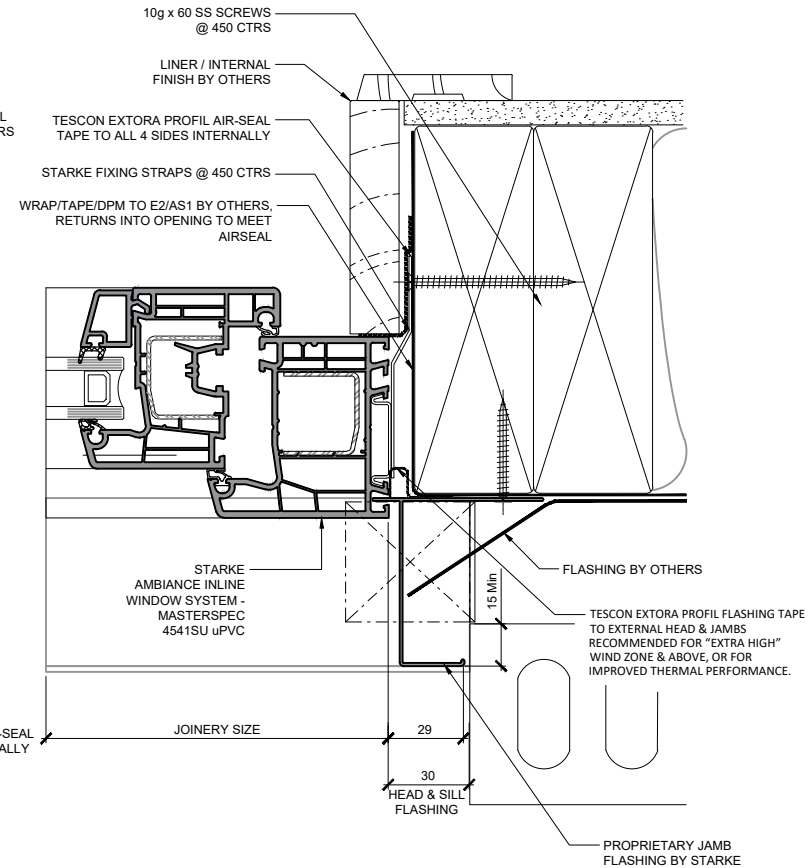 10g x 60 SS SCREWS
@ 450 CTRS
LINER / INTERNAL
FINISH BY OTHERS
L
RS
TESCON EXTORA PROFIL AIR-SEAL
TAPE TO ALL 4 SIDES INTERNALLY
STARKE FIXING STRAPS @ 450 CTRS
WRAP/TAPE/DPM TO E2/AS1 BY OTHERS,
RETURNS INTO OPENING TO MEET
AIRSEAL
STARKE
AMBIANCE INLINE
WINDOW SYSTEM -
MASTERSPEC
4541SU uPVC
FLASHING BY OTHERS
15 Min
TESCON EXTORA PROFIL FLASHING TAPE
TO EXTERNAL HEAD & JAMBS
RECOMMENDED FOR "EXTRA HIGH"
WIND ZONE & ABOVE, OR FOR
IMPROVED THERMAL PERFORMANCE.
-SEAL
ALLY
JOINERY SIZE
29
30
HEAD & SILL
FLASHING
PROPRIETARY JAMB
FLASHING BY STARKE